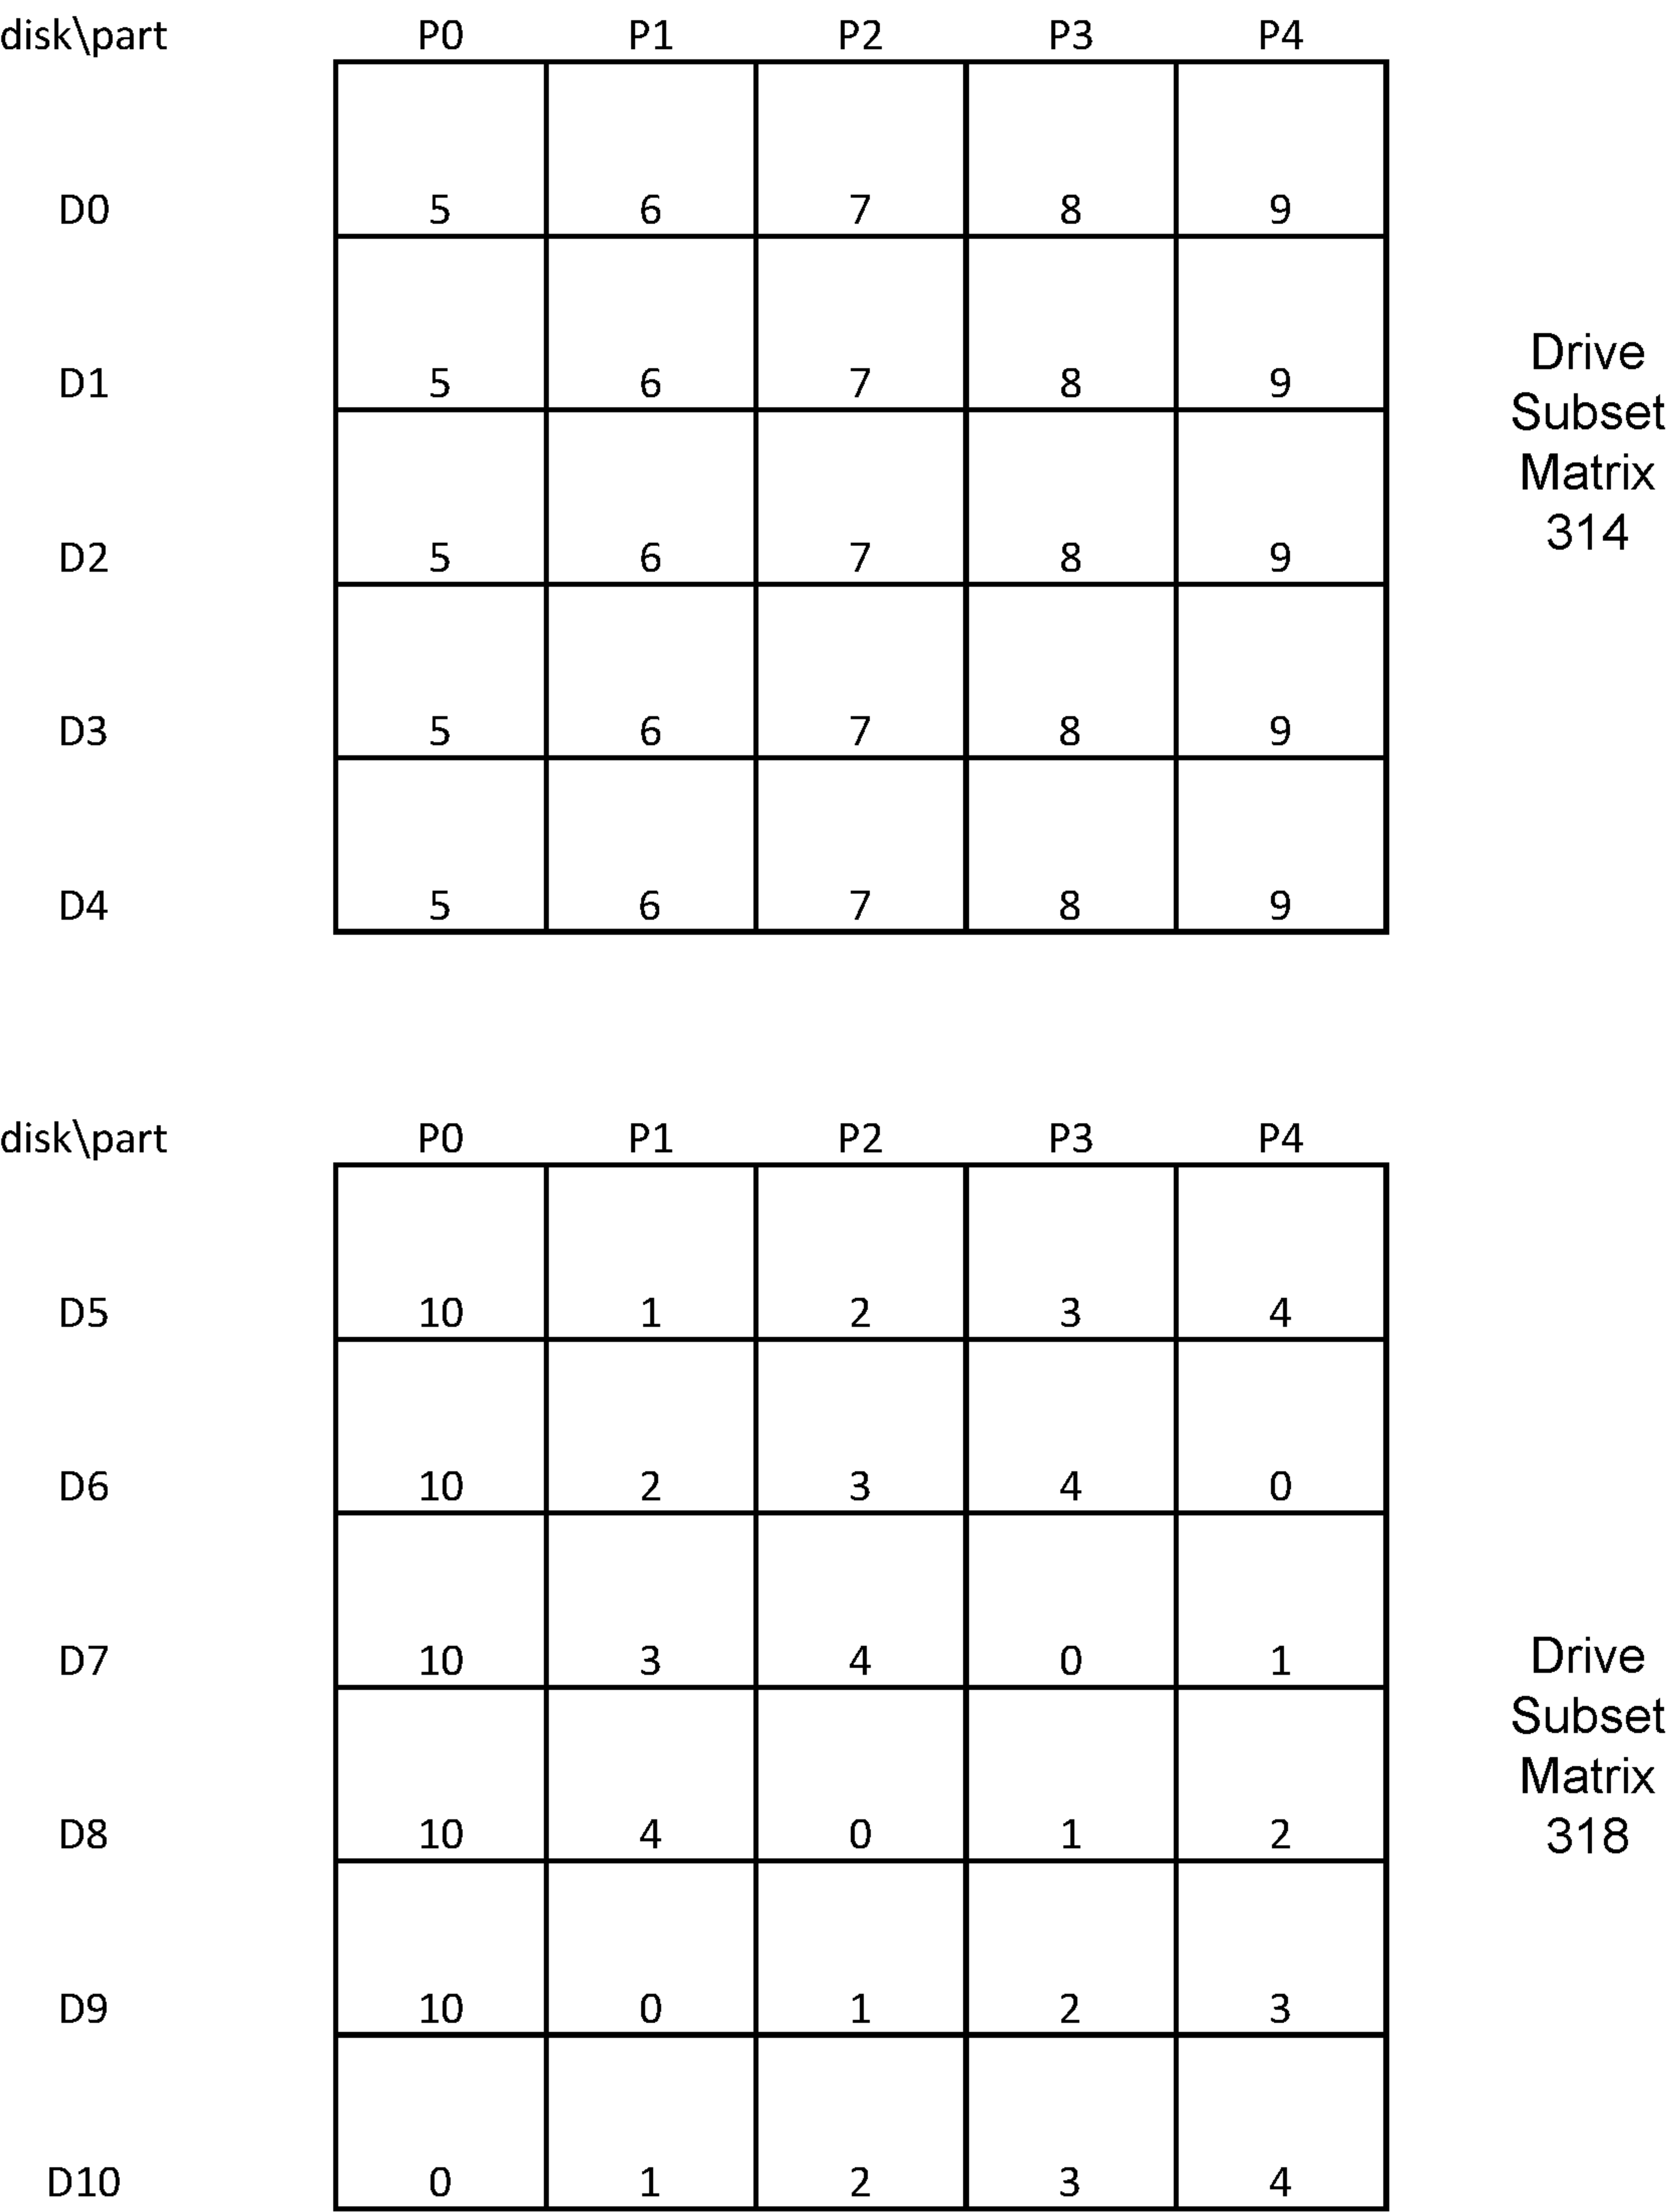 disk\part P0 P1 P2 P3 P4
D0 5 6 7 8 9
D1 5 6 7 8 9
D2 5 6 7 8 9
D3 5 6 7 8 9
D4 5 6 7 8 9
Drive
Subset
Matrix
314
disk\part P0 P1 P2 P3 P4
D5 10 1 2 3 4
D6 10 2 3 4 0
D7 10 3 4 0 1
D8 10 4 0 1 2
D9 10 0 1 2 3
D10 0 1 2 3 4
Drive
Subset
Matrix
318